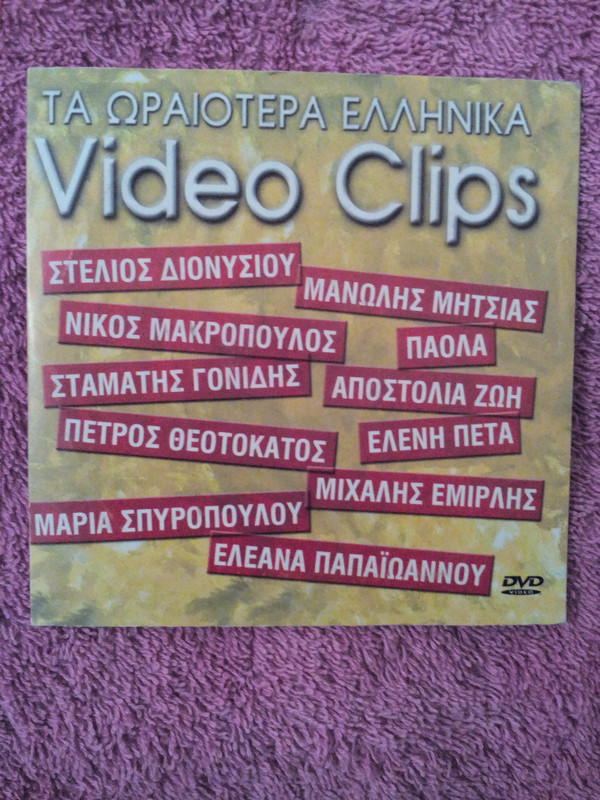 ΤΑ ΩΡΑΙΟΤΕΡΑ ΕΛΛΗΝΙΚΑ
Video Clips
ΣΤΕΛΙΟΣ ΔΙΟΝΥΣΙΟΥ
ΜΑΝΩΛΗΣ ΜΗΤΣΙΑΣ
ΝΙΚΟΣ ΜΑΚΡΟΠΟΥΛΟΣ
ΠΑΟΛΑ
ΣΤΑΜΑΤΗΣ ΓΟΝΙΔΗΣ
ΑΠΟΣΤΟΛΙΑ ΖΩΗ
ΠΕΤΡΟΣ ΘΕΟΤΟΚΑΤΟΣ
ΕΛΕΝΗ ΠΕΤΑ
ΜΙΧΑΛΗΣ ΕΜΙΡΛΗΣ
ΜΑΡΙΑ ΣΠΥΡΟΠΟΥΛΟΥ
ΕΛΕΑΝΑ ΠΑΠΑΪΩΑΝΝΟΥ
DVD
VIDEO